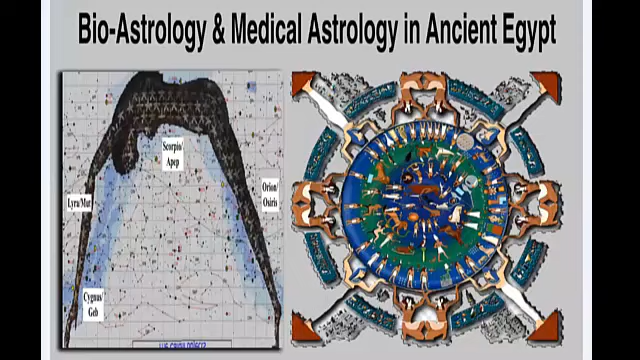 Bio-Astrology & Medical Astrology in Ancient Egypt
Scorpio/
Apep
Lyra/Mut
Orion/
Osiris
Cygnus/
Geb